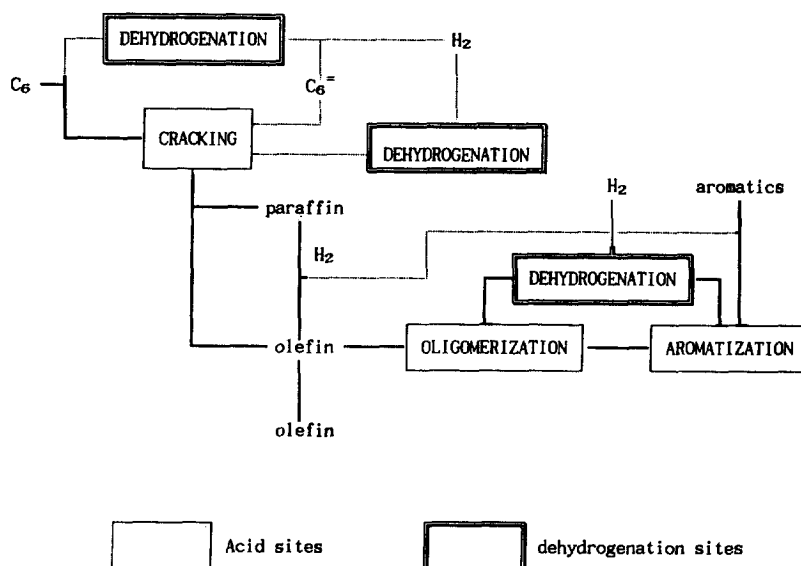 DEHYDROGENATION
H₂
C₆
C₆⁼
CRACKING
DEHYDROGENATION
H₂
aromatics
paraffin
H₂
DEHYDROGENATION
olefin
OLIGOMERIZATION
AROMATIZATION
olefin
Acid sites
dehydrogenation sites